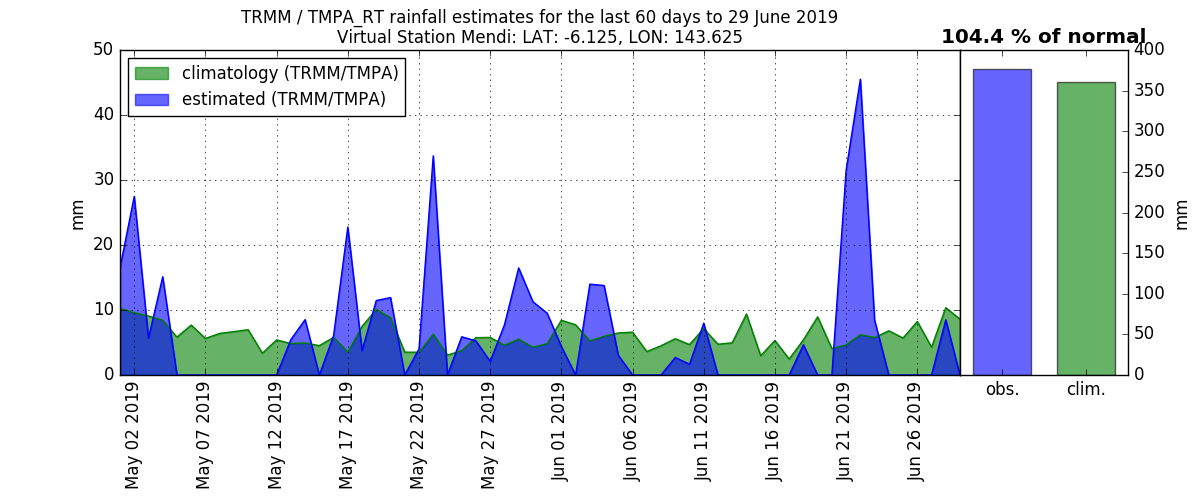 TRMM / TMPA_RT rainfall estimates for the last 60 days to 29 June 2019
Virtual Station Mendi: LAT: -6.125, LON: 143.625
104.4 % of normal
climatology (TRMM/TMPA)
estimated (TRMM/TMPA)
50
40
30
20
10
0
mm
400
350
300
250
200
150
100
50
0
mm
May 02 2019
May 07 2019
May 12 2019
May 17 2019
May 22 2019
May 27 2019
Jun 01 2019
Jun 06 2019
Jun 11 2019
Jun 16 2019
Jun 21 2019
Jun 26 2019
obs.
clim.